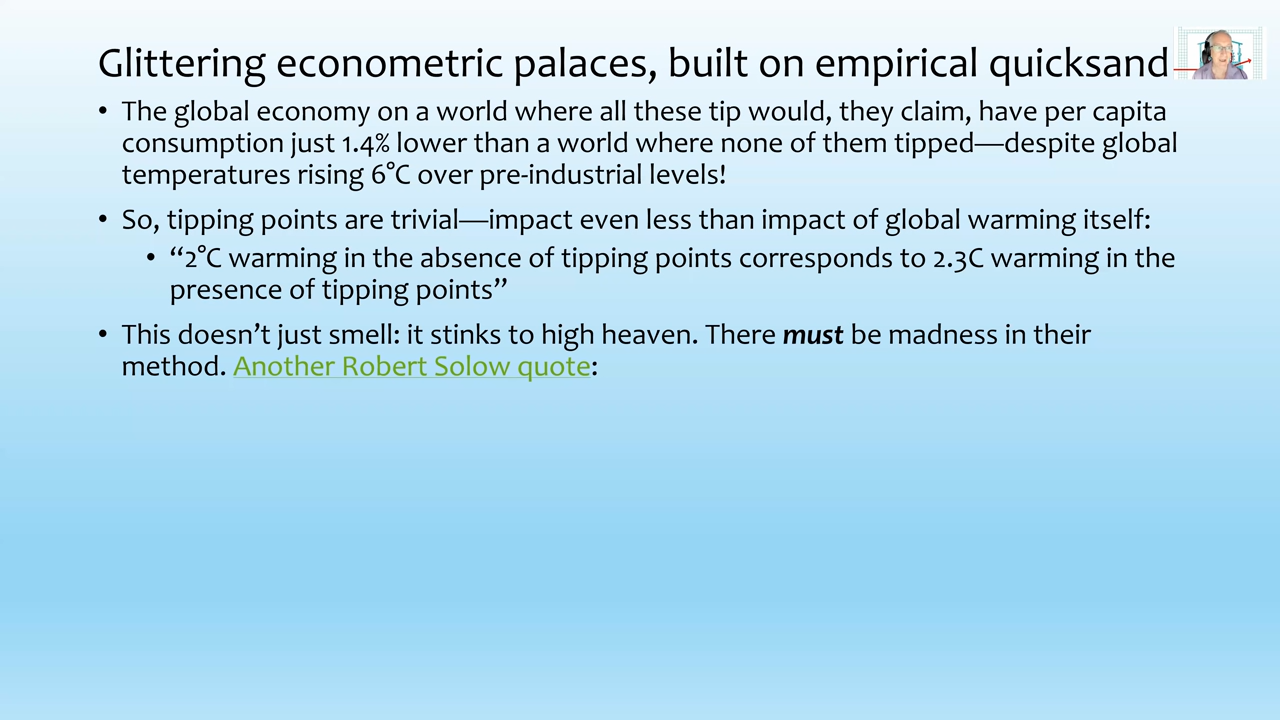 Glittering econometric palaces, built on empirical quicksand
• The global economy on a world where all these tip would, they claim, have per capita
consumption just 1.4% lower than a world where none of them tipped—despite global
temperatures rising 6°C over pre-industrial levels!
• So, tipping points are trivial—impact even less than impact of global warming itself:
• “2°C warming in the absence of tipping points corresponds to 2.3C warming in the
presence of tipping points”
• This doesn’t just smell: it stinks to high heaven. There must be madness in their
method. Another Robert Solow quote: